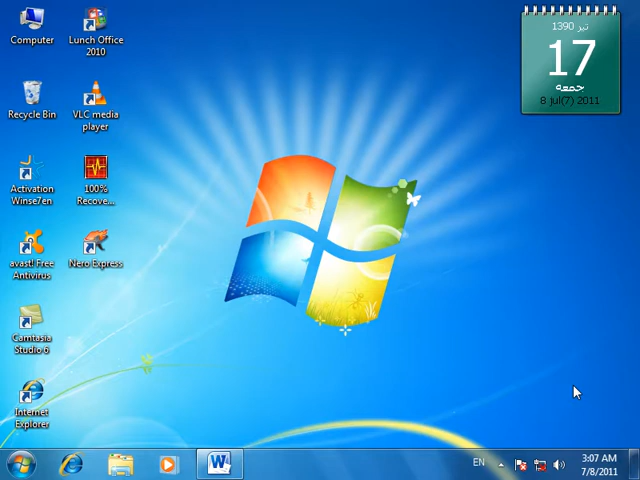 Computer
Lunch Office
2010
Recycle Bin
VLC media
player
Activation
Winse7en
100%
Recove...
avast! Free
Antivirus
Nero Express
Camtasia
Studio 6
Internet
Explorer
تیر 1390
17
جمعه
8 jul(7) 2011
EN
3:07 AM
7/8/2011